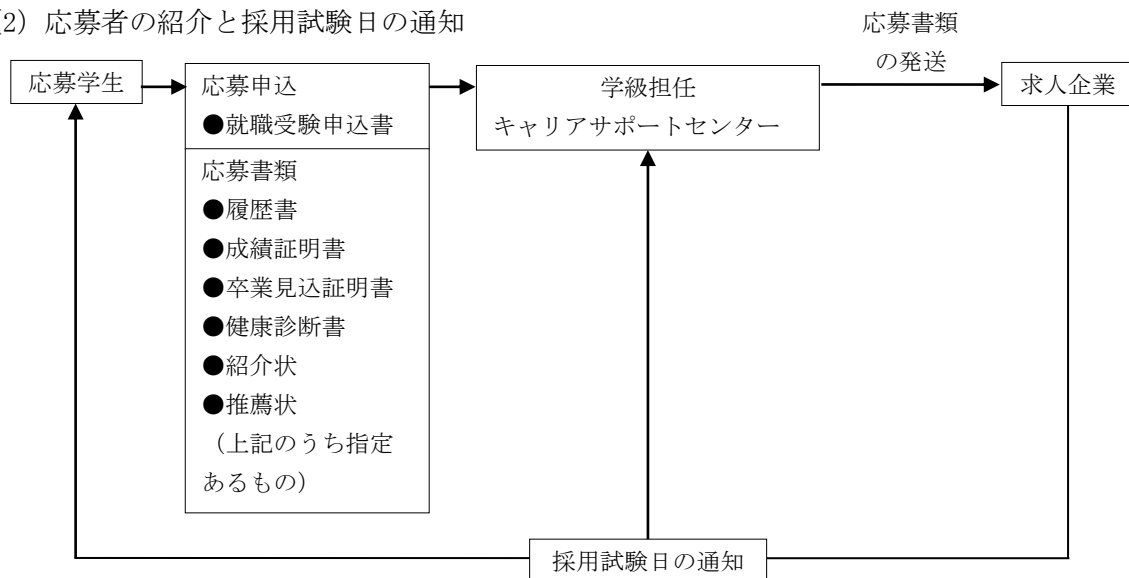 (2) 応募者の紹介と採用試験日の通知
応募書類
の発送
応募学生
応募申込
●就職受験申込書
応募書類
●履歴書
●成績証明書
●卒業見込証明書
●健康診断書
●紹介状
●推薦状
（上記のうち指定
あるもの）
学級担任
キャリアサポートセンター
求人企業
採用試験日の通知